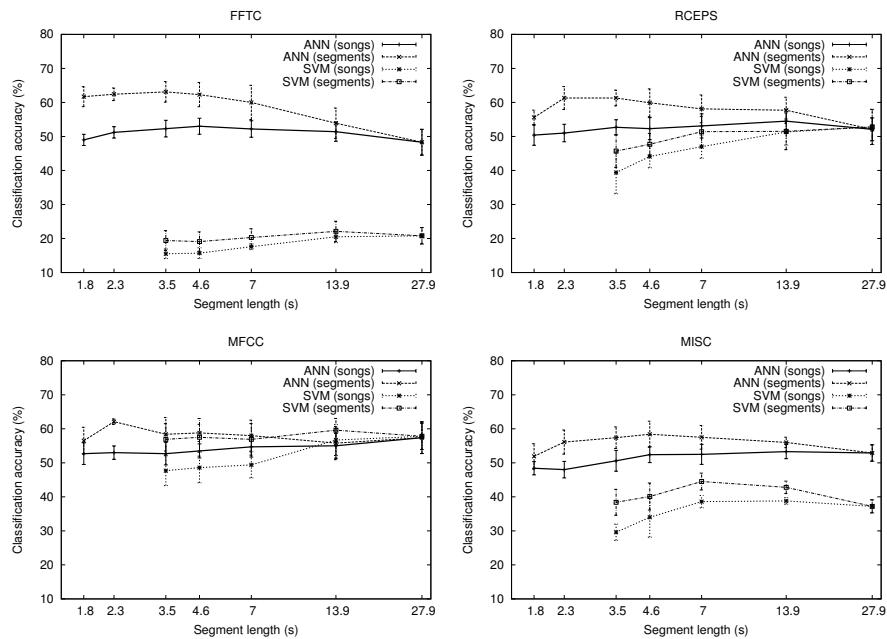 FFTC
80
70
60
50
40
30
20
10
Classification accuracy (%)
ANN (songs)
ANN (segments)
SVM (songs)
SVM (segments)
1.8 2.3 3.5 4.6 7 13.9 27.9
Segment length (s)
RCEPS
80
70
60
50
40
30
20
10
Classification accuracy (%)
ANN (songs)
ANN (segments)
SVM (songs)
SVM (segments)
1.8 2.3 3.5 4.6 7 13.9 27.9
Segment length (s)
MFCC
80
70
60
50
40
30
20
10
Classification accuracy (%)
ANN (songs)
ANN (segments)
SVM (songs)
SVM (segments)
1.8 2.3 3.5 4.6 7 13.9 27.9
Segment length (s)
MISC
80
70
60
50
40
30
20
10
Classification accuracy (%)
ANN (songs)
ANN (segments)
SVM (songs)
SVM (segments)
1.8 2.3 3.5 4.6 7 13.9 27.9
Segment length (s)